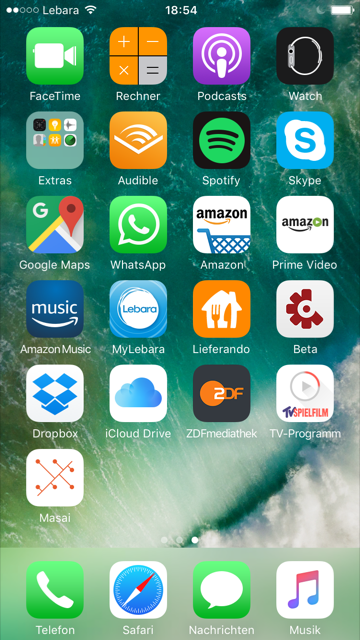 Lebara 18:54
FaceTime Rechner Podcasts Watch
Extras Audible Spotify Skype
G amazon amazon
Google Maps WhatsApp Amazon Prime Video
music Lebara
Amazon Music MyLebara Lieferando Beta
ZDF TVSPIELFILM
Dropbox iCloud Drive ZDFmediathek TV-Programm
Masai
Telefon Safari Nachrichten Musik